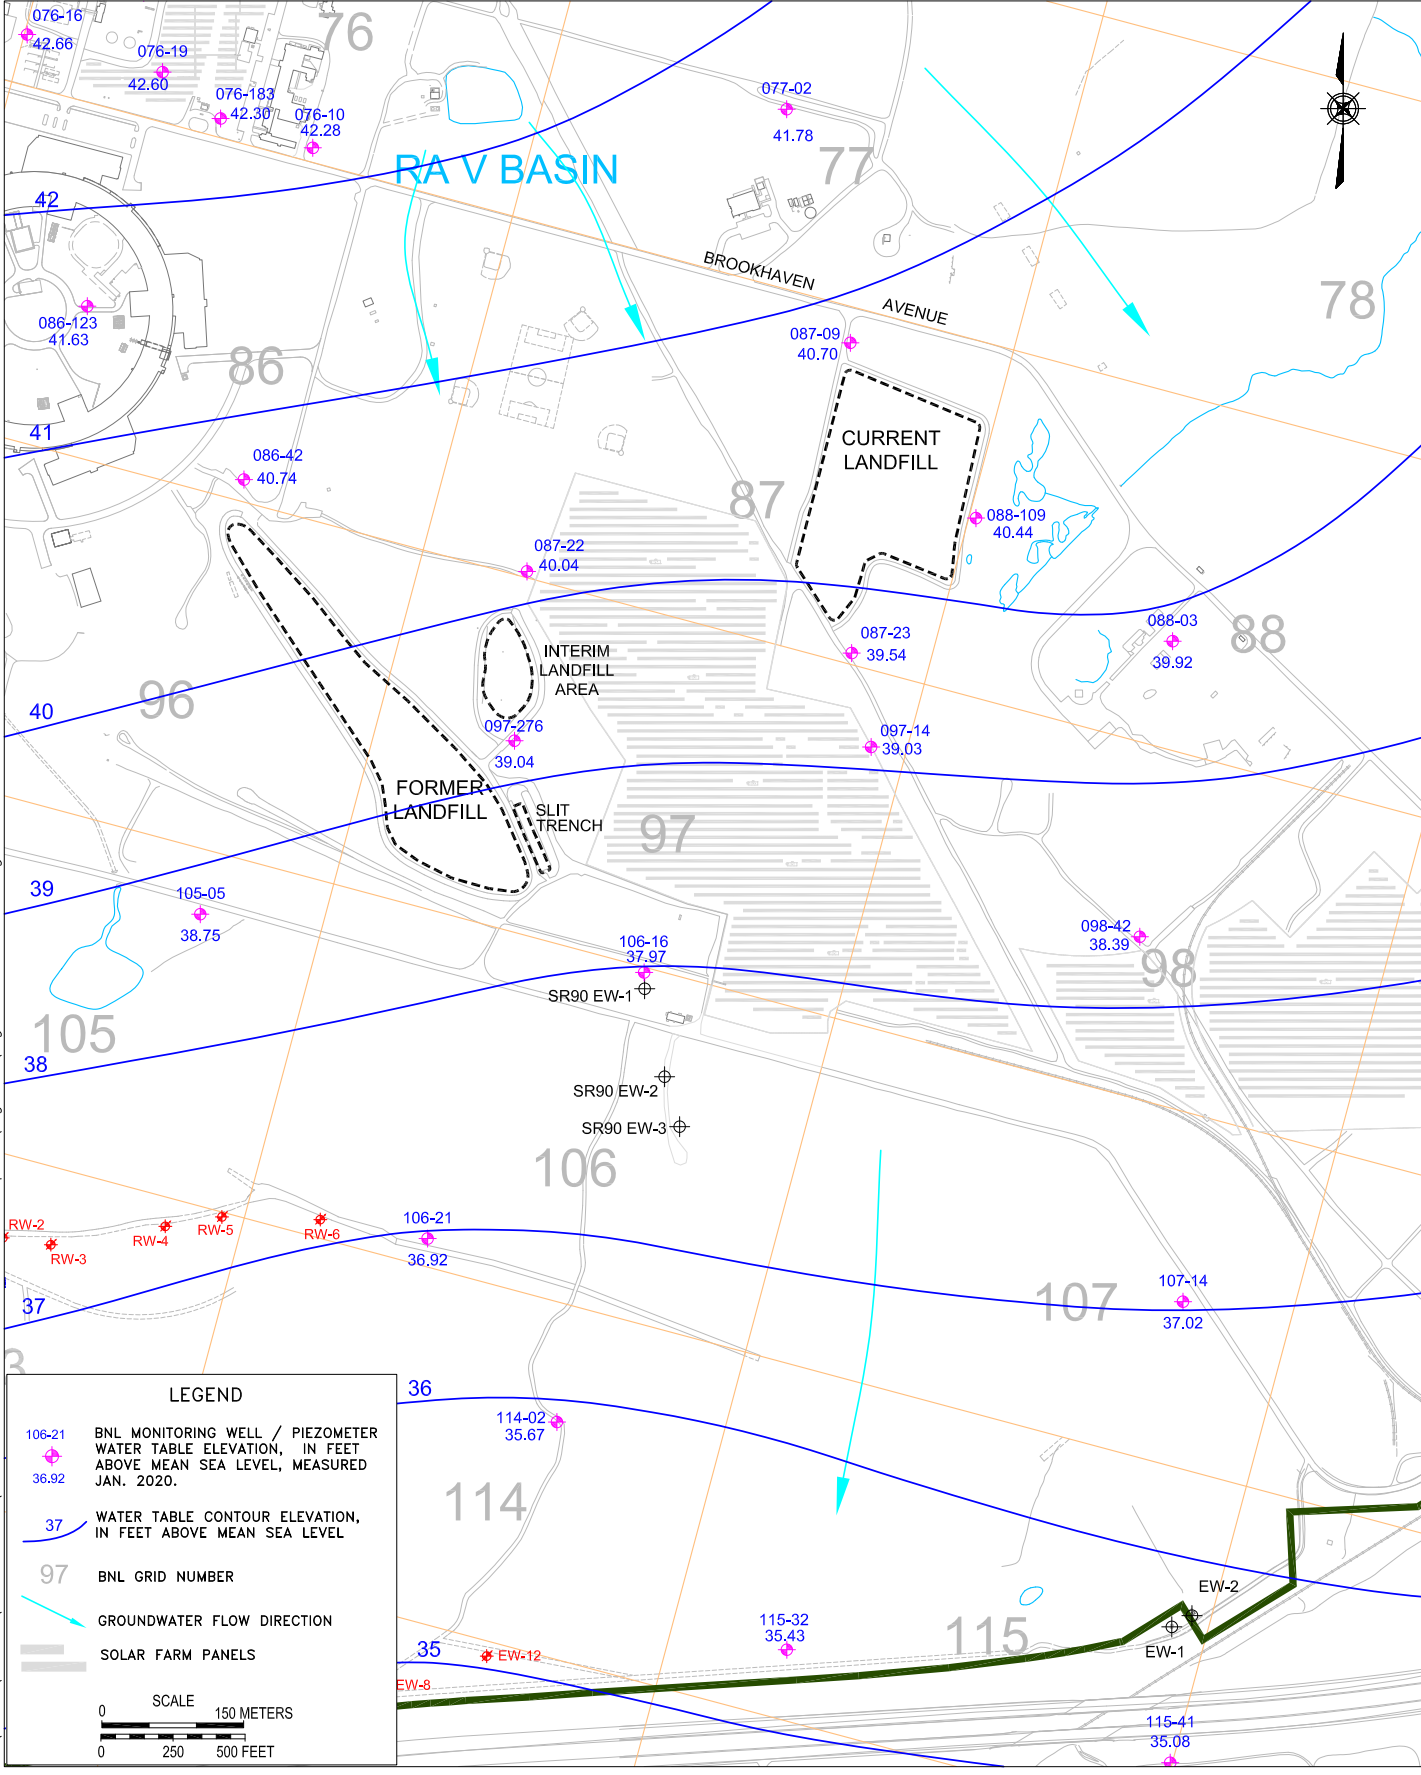 076-16
42.66
76
076-19
42.60
076-183
42.30
076-10
42.28
077-02
41.78
77
RA V BASIN
42
BROOKHAVEN
AVENUE
78
086-123
41.63
86
087-09
40.70
41
086-42
40.74
CURRENT
LANDFILL
87
088-109
40.44
087-22
40.04
087-23
39.54
088-03
39.92
88
INTERIM
LANDFILL
AREA
96
40
097-276
39.04
097-14
39.03
FORMER
LANDFILL
SLIT
TRENCH
97
39
105-05
38.75
098-42
38.39
98
106-16
37.97
SR90 EW-1
105
38
SR90 EW-2
SR90 EW-3
106
RW-2
RW-3
RW-4
RW-5
RW-6
106-21
36.92
107-14
37.02
107
37
3
36
114-02
35.67
114
LEGEND
106-21
36.92
BNL MONITORING WELL / PIEZOMETER
WATER TABLE ELEVATION, IN FEET
ABOVE MEAN SEA LEVEL, MEASURED
JAN. 2020.
37
WATER TABLE CONTOUR ELEVATION,
IN FEET ABOVE MEAN SEA LEVEL
97
BNL GRID NUMBER
GROUNDWATER FLOW DIRECTION
SOLAR FARM PANELS
SCALE
0 150 METERS
0 250 500 FEET
35
EW-12
EW-8
115-32
35.43
115
EW-2
EW-1
115-41
35.08